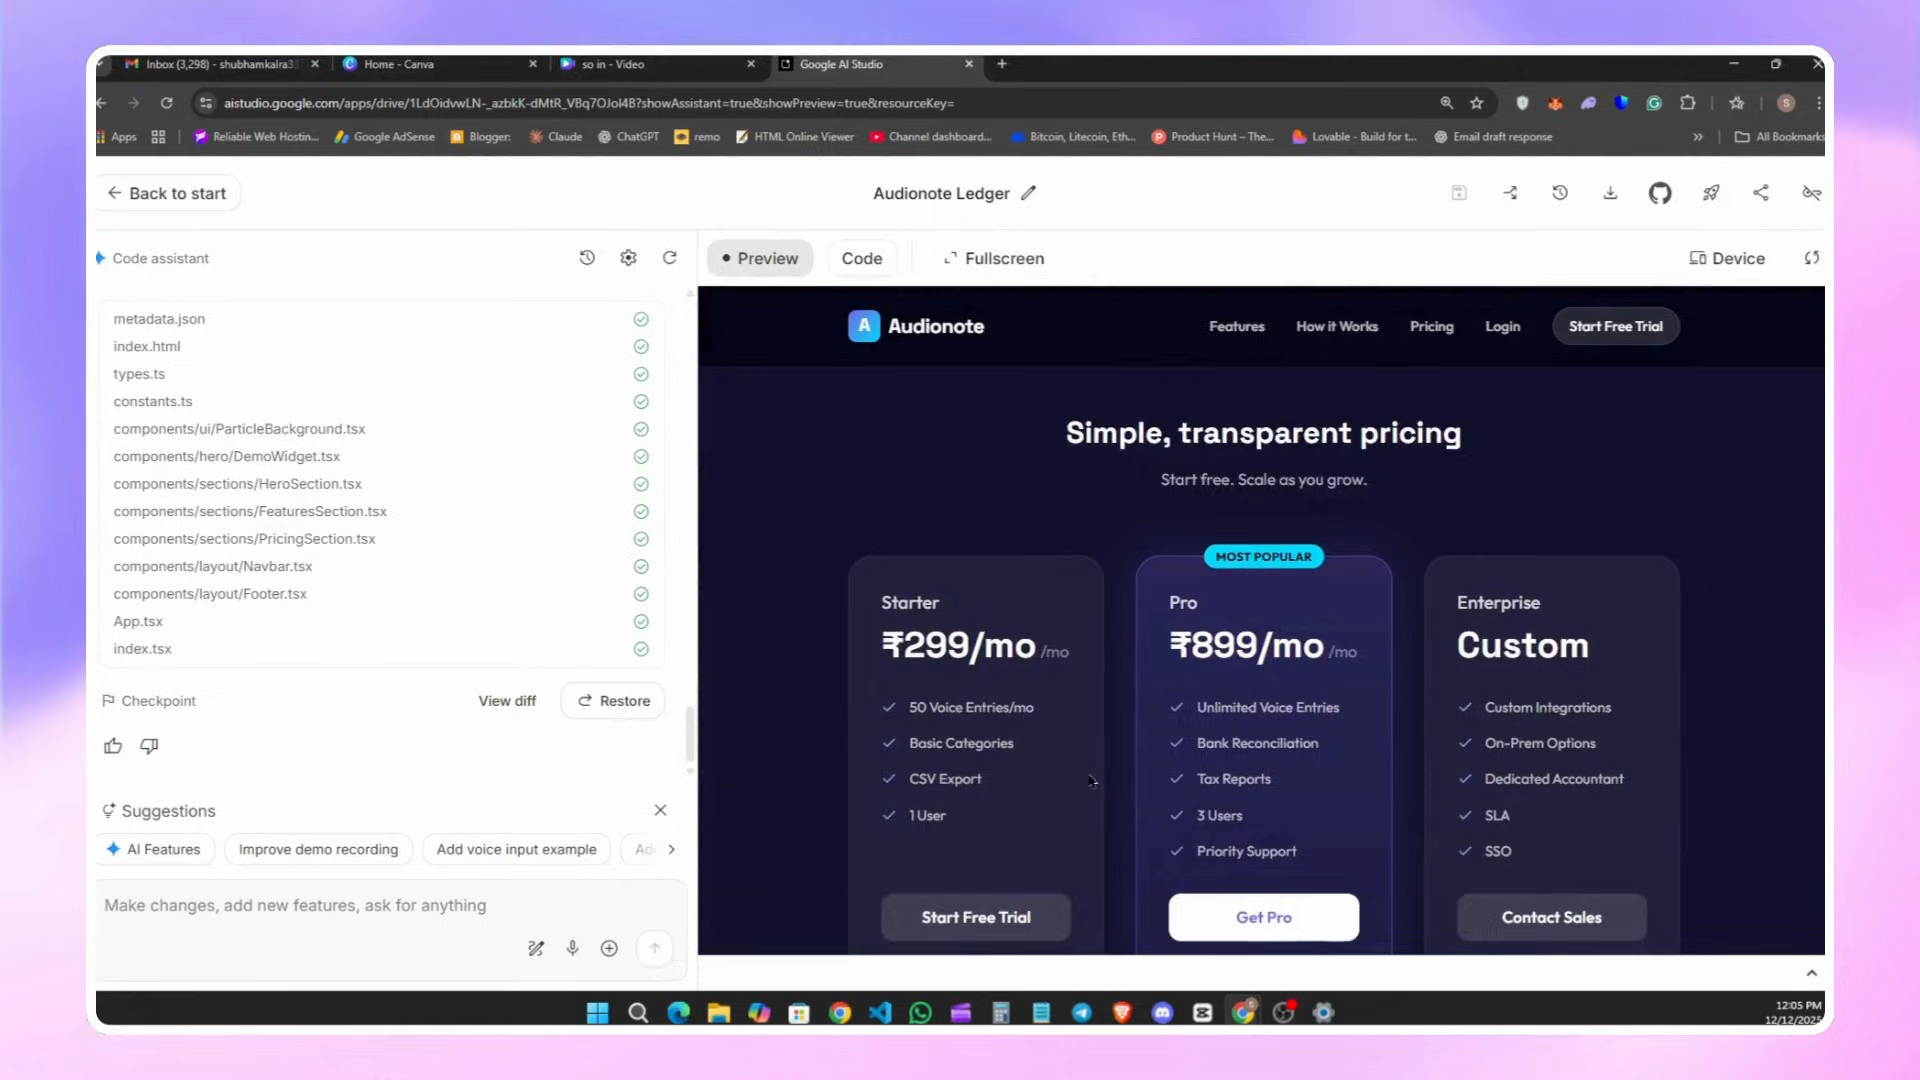 Inbox (3,298) - shubhamkalra33
Home - Canva
so in - Video
Google AI Studio
aistudio.google.com/apps/drive/1LdOidvwLN-_azbkK-dMtR_VBq7OJol4B?showAssistant=true&showPreview=true&resourceKey=
Apps
Reliable Web Hostin...
Google AdSense
Blogger:
Claude
ChatGPT
remo
HTML Online Viewer
Channel dashboard...
Bitcoin, Litecoin, Eth...
Product Hunt – The...
Lovable - Build for t...
Email draft response
All Bookmarks
Back to start
Audionote Ledger
Code assistant
Preview
Code
Fullscreen
Device
metadata.json
index.html
types.ts
constants.ts
components/ui/ParticleBackground.tsx
components/hero/DemoWidget.tsx
components/sections/HeroSection.tsx
components/sections/FeaturesSection.tsx
components/sections/PricingSection.tsx
components/layout/Navbar.tsx
components/layout/Footer.tsx
App.tsx
index.tsx
Checkpoint
View diff
Restore
Suggestions
AI Features
Improve demo recording
Add voice input example
Make changes, add new features, ask for anything
A
Audionote
Features
How it Works
Pricing
Login
Start Free Trial
Simple, transparent pricing
Start free. Scale as you grow.
Starter
₹299/mo /mo
50 Voice Entries/mo
Basic Categories
CSV Export
1 User
Start Free Trial
MOST POPULAR
Pro
₹899/mo /mo
Unlimited Voice Entries
Bank Reconciliation
Tax Reports
3 Users
Priority Support
Get Pro
Enterprise
Custom
Custom Integrations
On-Prem Options
Dedicated Accountant
SLA
SSO
Contact Sales
12:05 PM
12/12/2025